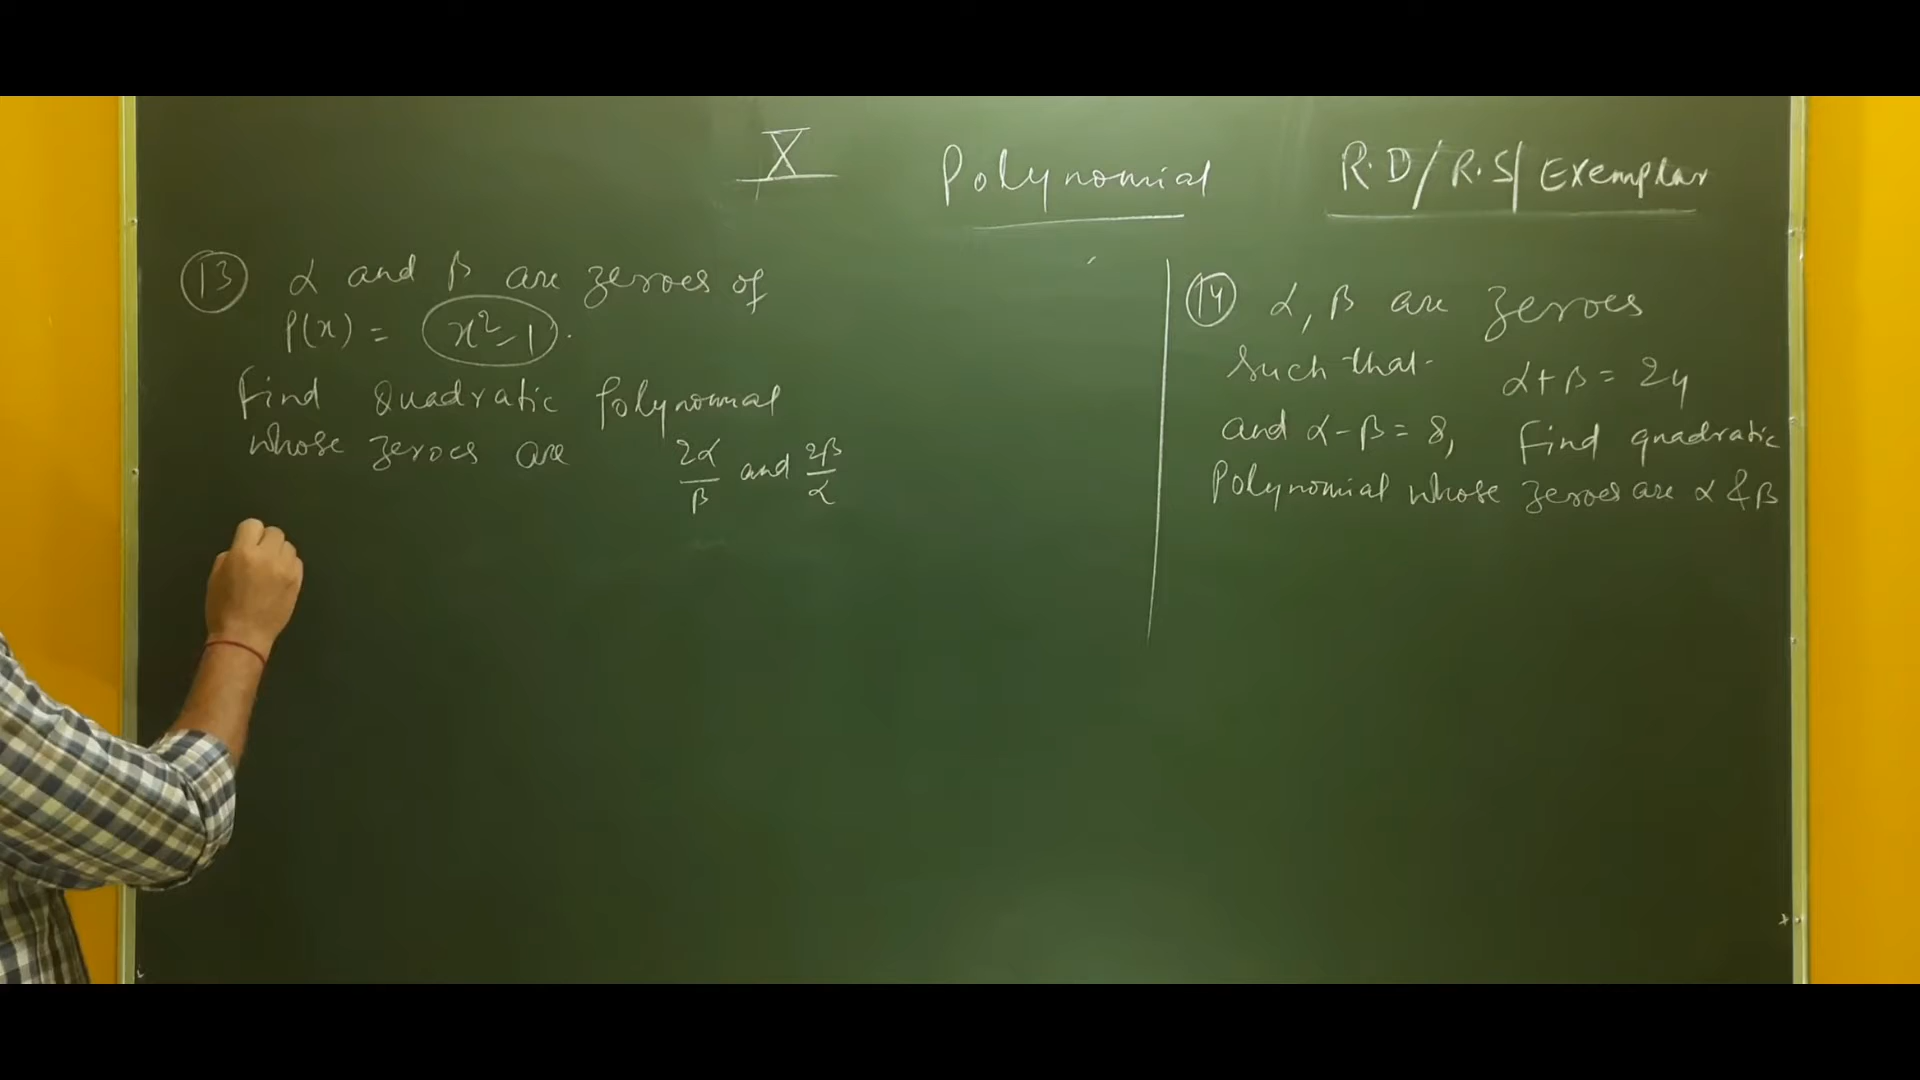 X Polynomial R.D/R.S/Exemplar
13 α and β are zeroes of
P(x) = x²-1.
find Quadratic Polynomial
whose zeroes are 2α/β and 2β/α
14 α, β are zeroes
such that α+β = 24
and α-β = 8, find quadratic
Polynomial whose zeroes are α & β